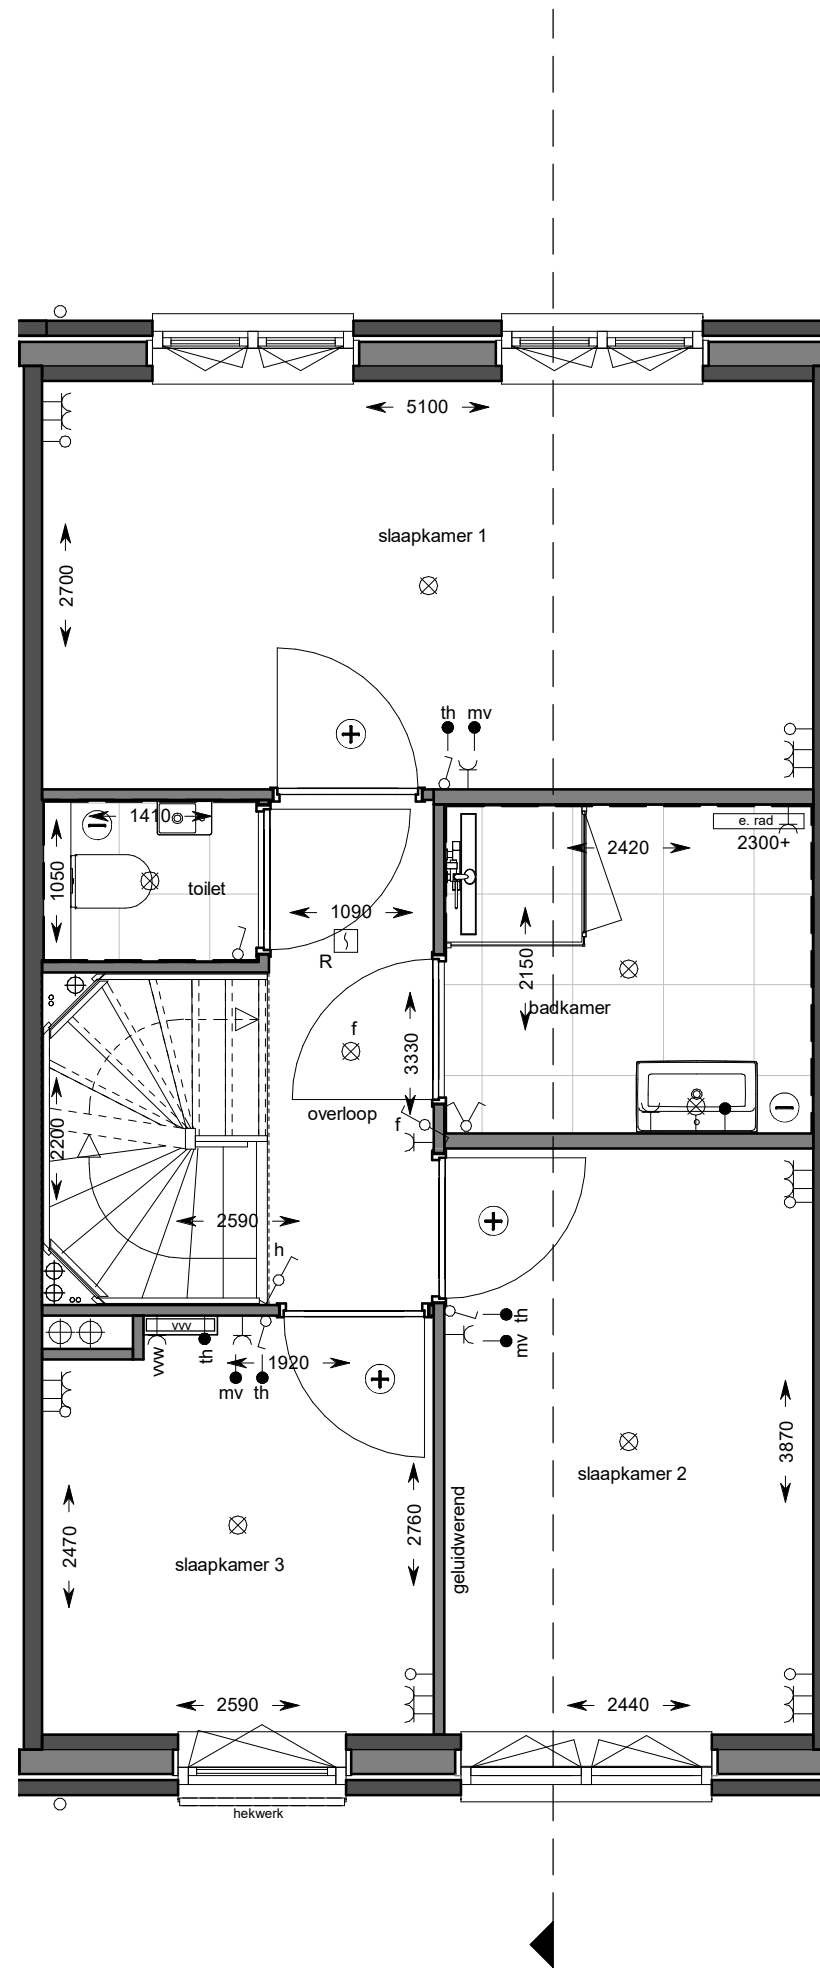 5100
slaapkamer 1
2700
th mv
1410
e. rad
2300+
2420
1050
toilet
1090
R
2150
badkamer
f
3330
overloop
f
2200
2590
h
vvv
vvw
th
1920
mv th
th
mv
3870
slaapkamer 2
geluidwerend
2760
2470
slaapkamer 3
2590
2440
hekwerk